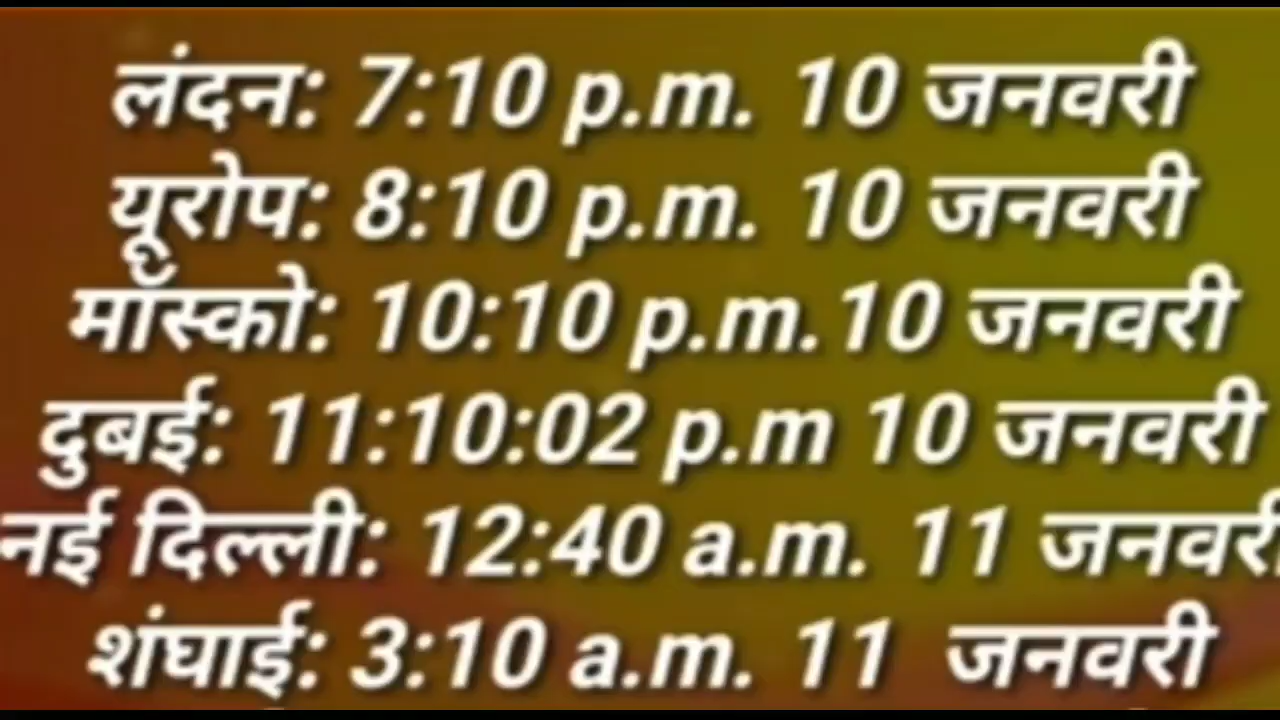 लंदन: 7:10 p.m. 10 जनवरी
यूरोप: 8:10 p.m. 10 जनवरी
मॉस्को: 10:10 p.m. 10 जनवरी
दुबई: 11:10:02 p.m 10 जनवरी
नई दिल्ली: 12:40 a.m. 11 जनवरी
शंघाई: 3:10 a.m. 11 जनवरी